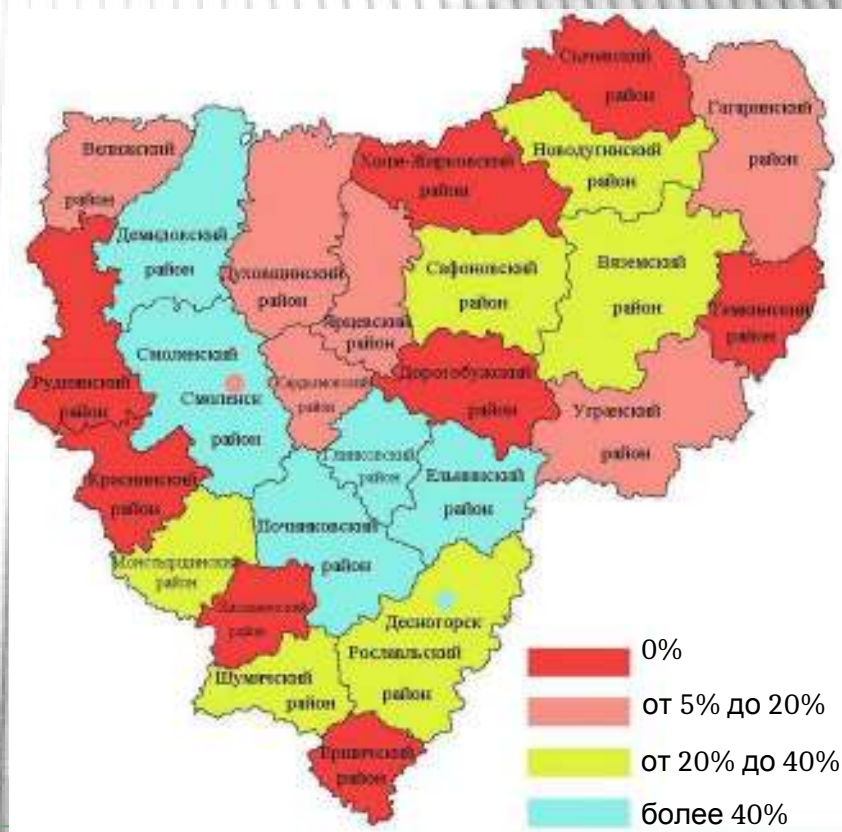 Сычевский
район
Гагаринский
район
Велижский
район
Новодугинский
район
Холм-Жирковский
район
Демидовский
район
Духовщинский
район
Сафоновский
район
Вяземский
район
Темкинский
район
Ярцевский
район
Смоленский
Смоленск
район
Кардымовский
район
Дорогобужский
район
Руднянский
район
Угранский
район
Глинковский
район
Ельнинский
район
Краснинский
район
Починковский
район
Монстырщинский
район
район
Десногорск
Рославльский
район
Шумячский
район
Ершичский
район
0%
от 5% до 20%
от 20% до 40%
более 40%